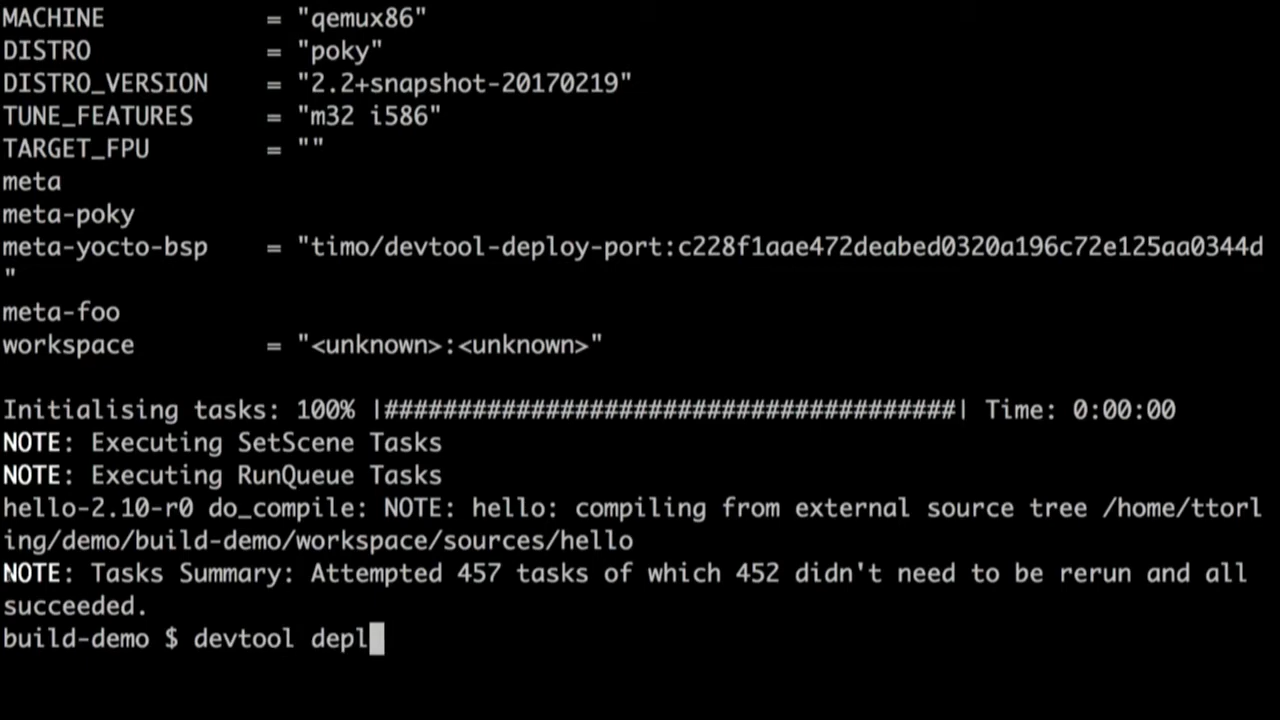 MACHINE           = "qemux86"
DISTRO            = "poky"
DISTRO_VERSION    = "2.2+snapshot-20170219"
TUNE_FEATURES     = "m32 i586"
TARGET_FPU        = ""
meta
meta-poky
meta-yocto-bsp    = "timo/devtool-deploy-port:c228f1aae472deabed0320a196c72e125aa0344d
"
meta-foo
workspace         = "<unknown>:<unknown>"
Initialising tasks: 100% |#######################################| Time: 0:00:00
NOTE: Executing SetScene Tasks
NOTE: Executing RunQueue Tasks
hello-2.10-r0 do_compile: NOTE: hello: compiling from external source tree /home/ttorl
ing/demo/build-demo/workspace/sources/hello
NOTE: Tasks Summary: Attempted 457 tasks of which 452 didn't need to be rerun and all
succeeded.
build-demo $ devtool depl